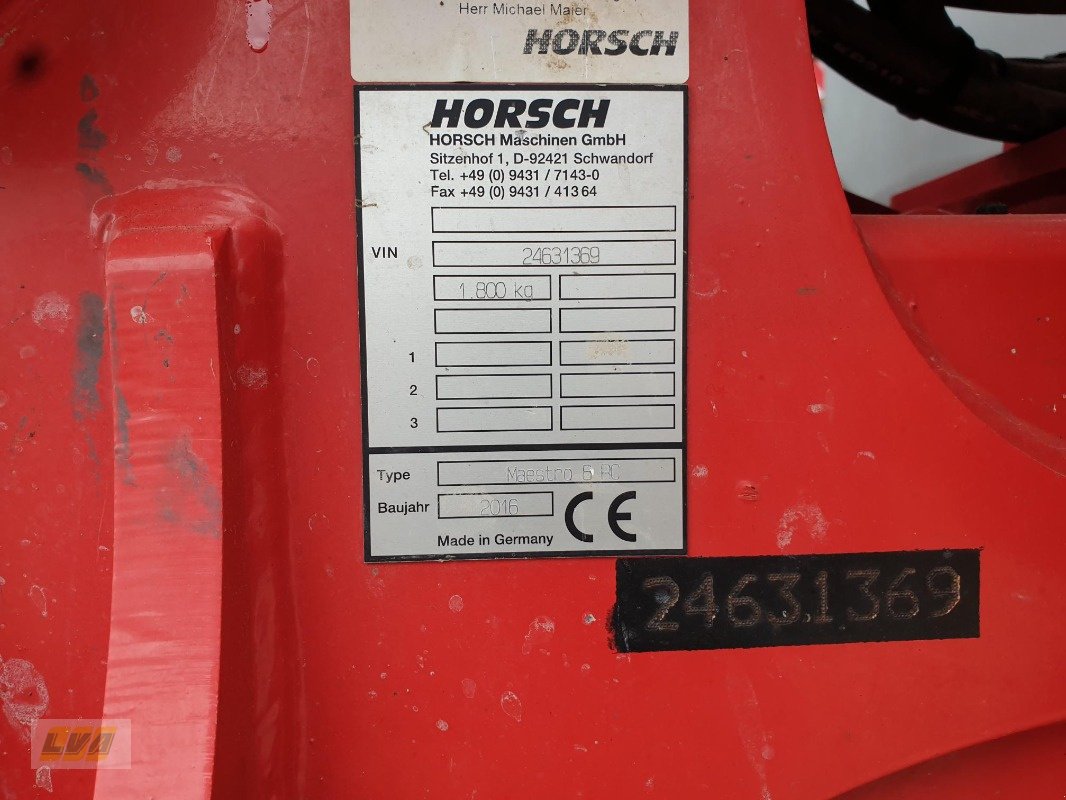 Herr Michael Maier
HORSCH
HORSCH
HORSCH Maschinen GmbH
Sitzenhof 1, D-92421 Schwandorf
Tel. +49 (0) 9431 / 7143-0
Fax +49 (0) 9431 / 41364
VIN 24631369
1.800 kg
1
2
3
Type Maestro 6 RC
Baujahr 2016
CE
Made in Germany
24631369
LVA